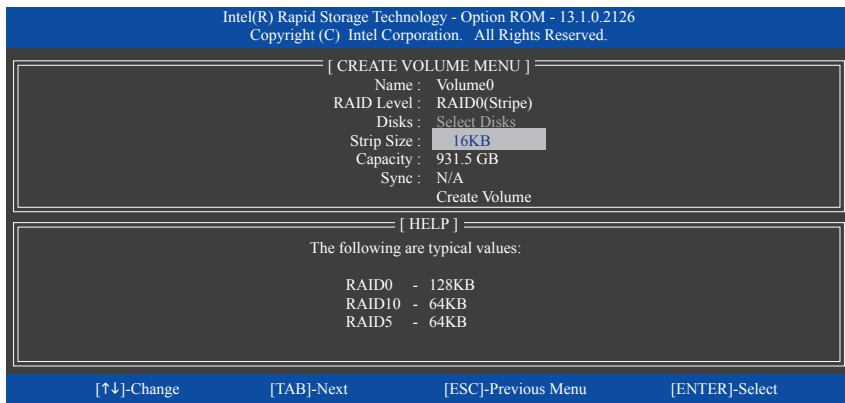 Intel(R) Rapid Storage Technology - Option ROM - 13.1.0.2126
Copyright (C) Intel Corporation. All Rights Reserved.
[ CREATE VOLUME MENU ]
Name : Volume0
RAID Level : RAID0(Stripe)
Disks : Select Disks
Strip Size : 16KB
Capacity : 931.5 GB
Sync : N/A
Create Volume
[ HELP ]
The following are typical values:
RAID0 - 128KB
RAID10 - 64KB
RAID5 - 64KB
[↑↓]-Change [TAB]-Next [ESC]-Previous Menu [ENTER]-Select